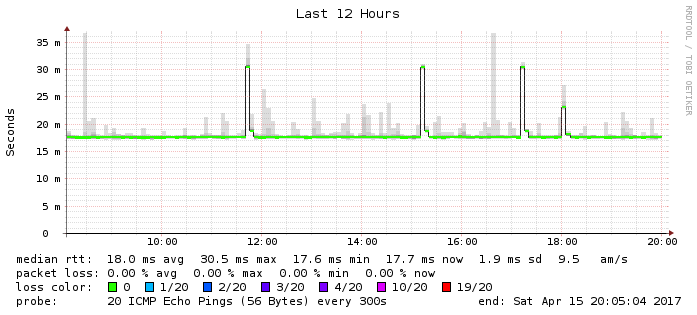 Last 12 Hours
RRDTOOL / TOBI OETIKER
Seconds
35 m
30 m
25 m
20 m
15 m
10 m
5 m
0
10:00 12:00 14:00 16:00 18:00 20:00
median rtt: 18.0 ms avg 30.5 ms max 17.6 ms min 17.7 ms now 1.9 ms sd 9.5 am/s
packet loss: 0.00 % avg 0.00 % max 0.00 % min 0.00 % now
loss color: 0 1/20 2/20 3/20 4/20 10/20 19/20
probe: 20 ICMP Echo Pings (56 Bytes) every 300s end: Sat Apr 15 20:05:04 2017